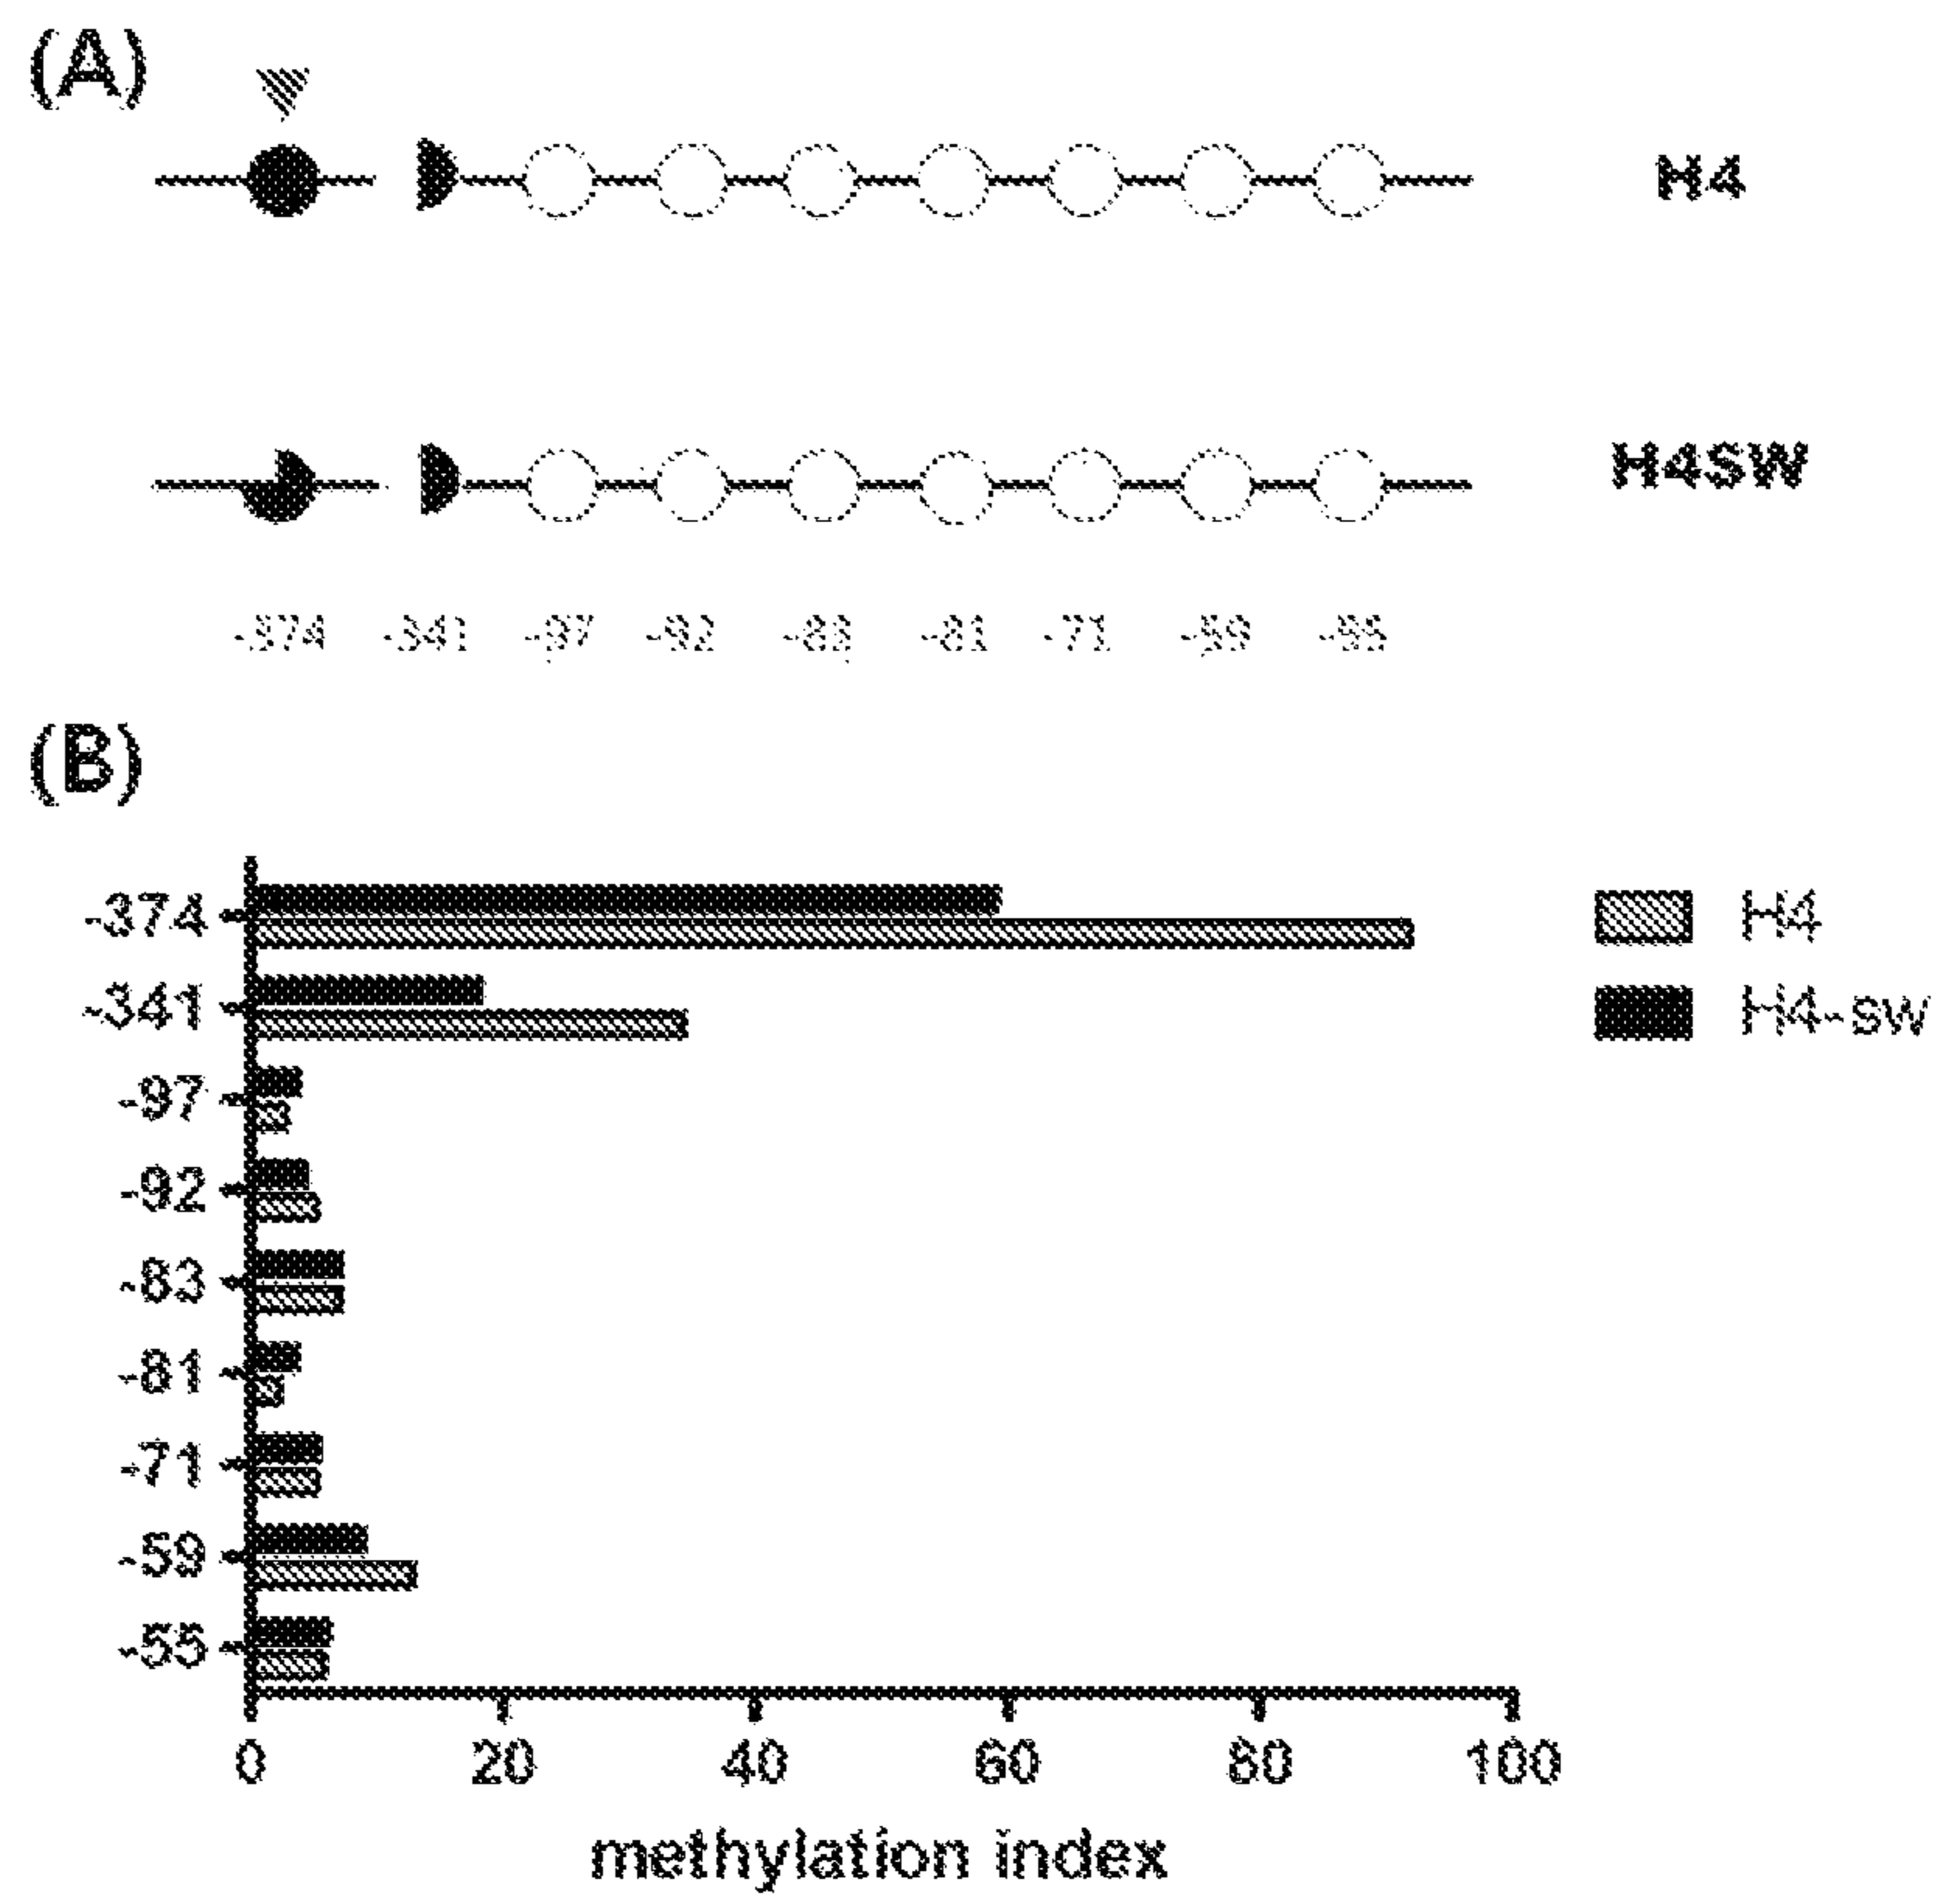 (A)
H4
H4SW
-374 -341 -97 -92 -83 -81 -71 -59 -55
(B)
-374
-341
-97
-92
-83
-81
-71
-59
-55
H4
H4-sw
0 20 40 60 80 100
methylation index